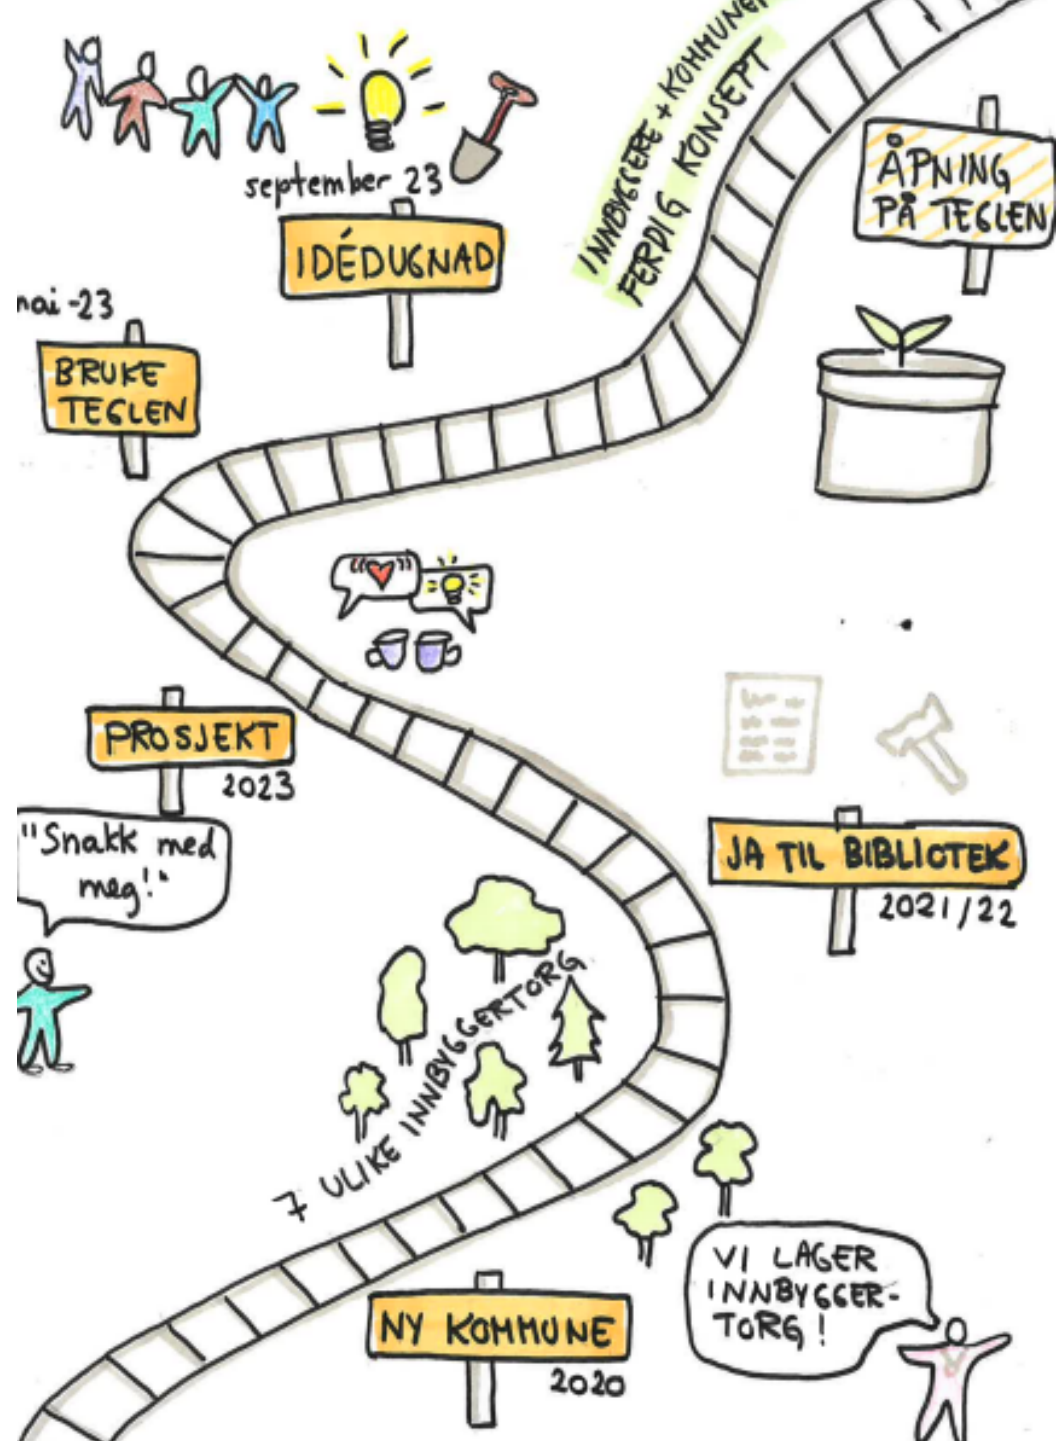 september 23
IDÉDUGNAD
INNBYGGERE + KOMMUNEN
FERDIG KONSEPT
ÅPNING
PÅ TEGLEN
mai -23
BRUKE
TEGLEN
PROSJEKT
2023
"Snakk med
meg!"
JA TIL BIBLIOTEK
2021/22
7 ULIKE INNBYGGERTORG
NY KOMMUNE
2020
VI LAGER
INNBYGGER-
TORG!